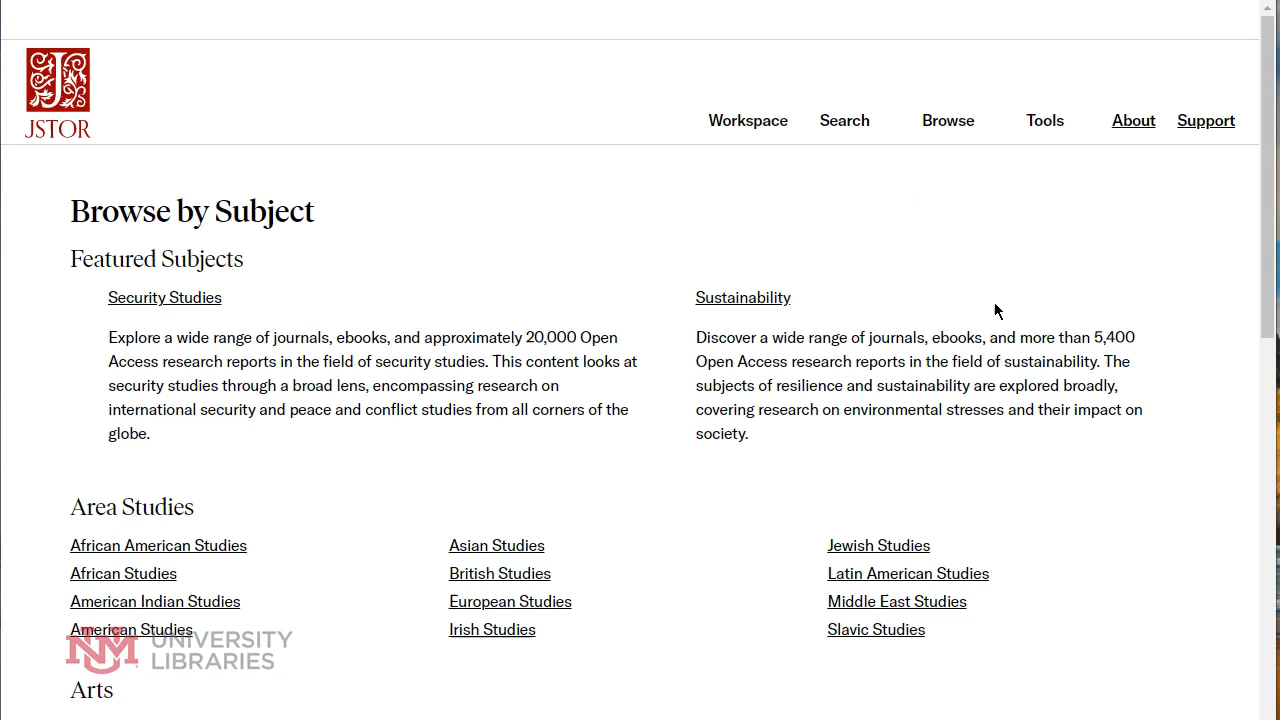 JSTOR
Workspace Search Browse Tools About Support
Browse by Subject
Featured Subjects
Security Studies
Explore a wide range of journals, ebooks, and approximately 20,000 Open
Access research reports in the field of security studies. This content looks at
security studies through a broad lens, encompassing research on
international security and peace and conflict studies from all corners of the
globe.
Sustainability
Discover a wide range of journals, ebooks, and more than 5,400
Open Access research reports in the field of sustainability. The
subjects of resilience and sustainability are explored broadly,
covering research on environmental stresses and their impact on
society.
Area Studies
African American Studies
African Studies
American Indian Studies
American Studies
Asian Studies
British Studies
European Studies
Irish Studies
Jewish Studies
Latin American Studies
Middle East Studies
Slavic Studies
NM UNIVERSITY
LIBRARIES
Arts